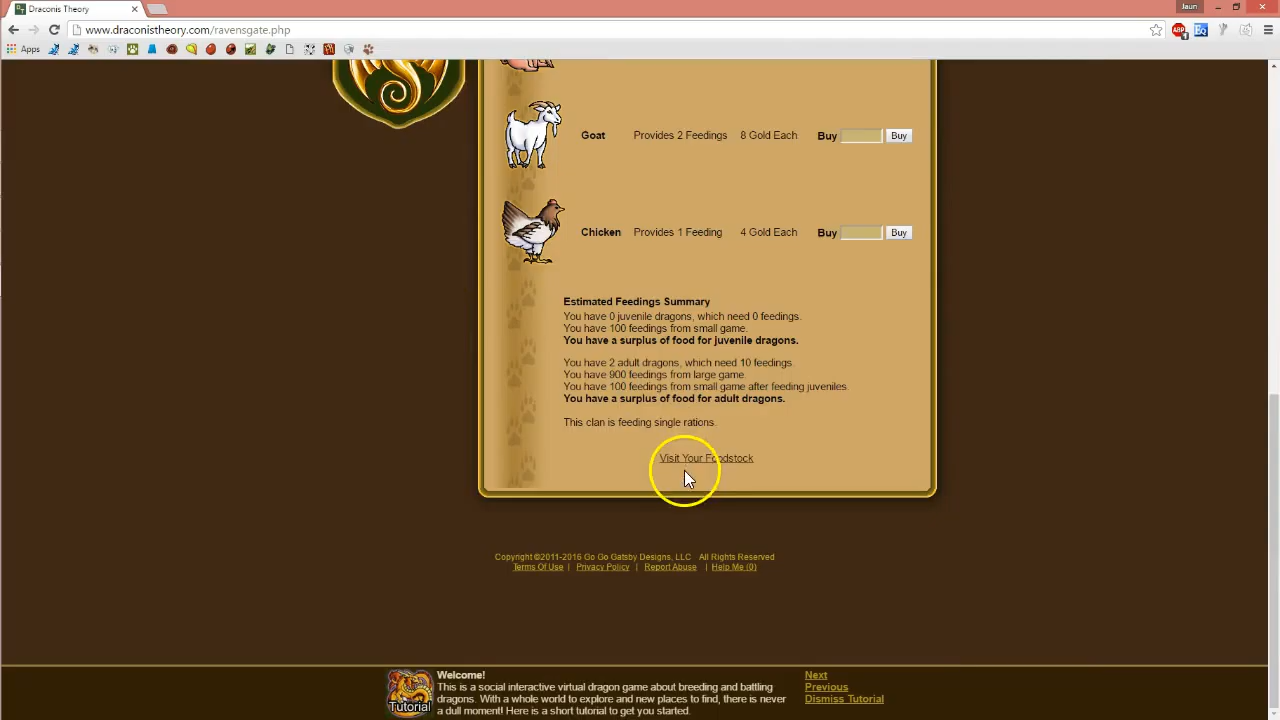 Draconis Theory
Jaun
www.draconistheory.com/ravensgate.php
ABP
1
Apps
Goat Provides 2 Feedings 8 Gold Each Buy Buy
Chicken Provides 1 Feeding 4 Gold Each Buy Buy
Estimated Feedings Summary
You have 0 juvenile dragons, which need 0 feedings.
You have 100 feedings from small game.
You have a surplus of food for juvenile dragons.
You have 2 adult dragons, which need 10 feedings.
You have 900 feedings from large game.
You have 100 feedings from small game after feeding juveniles.
You have a surplus of food for adult dragons.
This clan is feeding single rations.
Visit Your Foodstock
Copyright ©2011-2016 Go Go Gatsby Designs, LLC All Rights Reserved
Terms Of Use | Privacy Policy | Report Abuse | Help Me (0)
Tutorial
Welcome!
This is a social interactive virtual dragon game about breeding and battling
dragons. With a whole world to explore and new places to find, there is never
a dull moment! Here is a short tutorial to get you started.
Next
Previous
Dismiss Tutorial